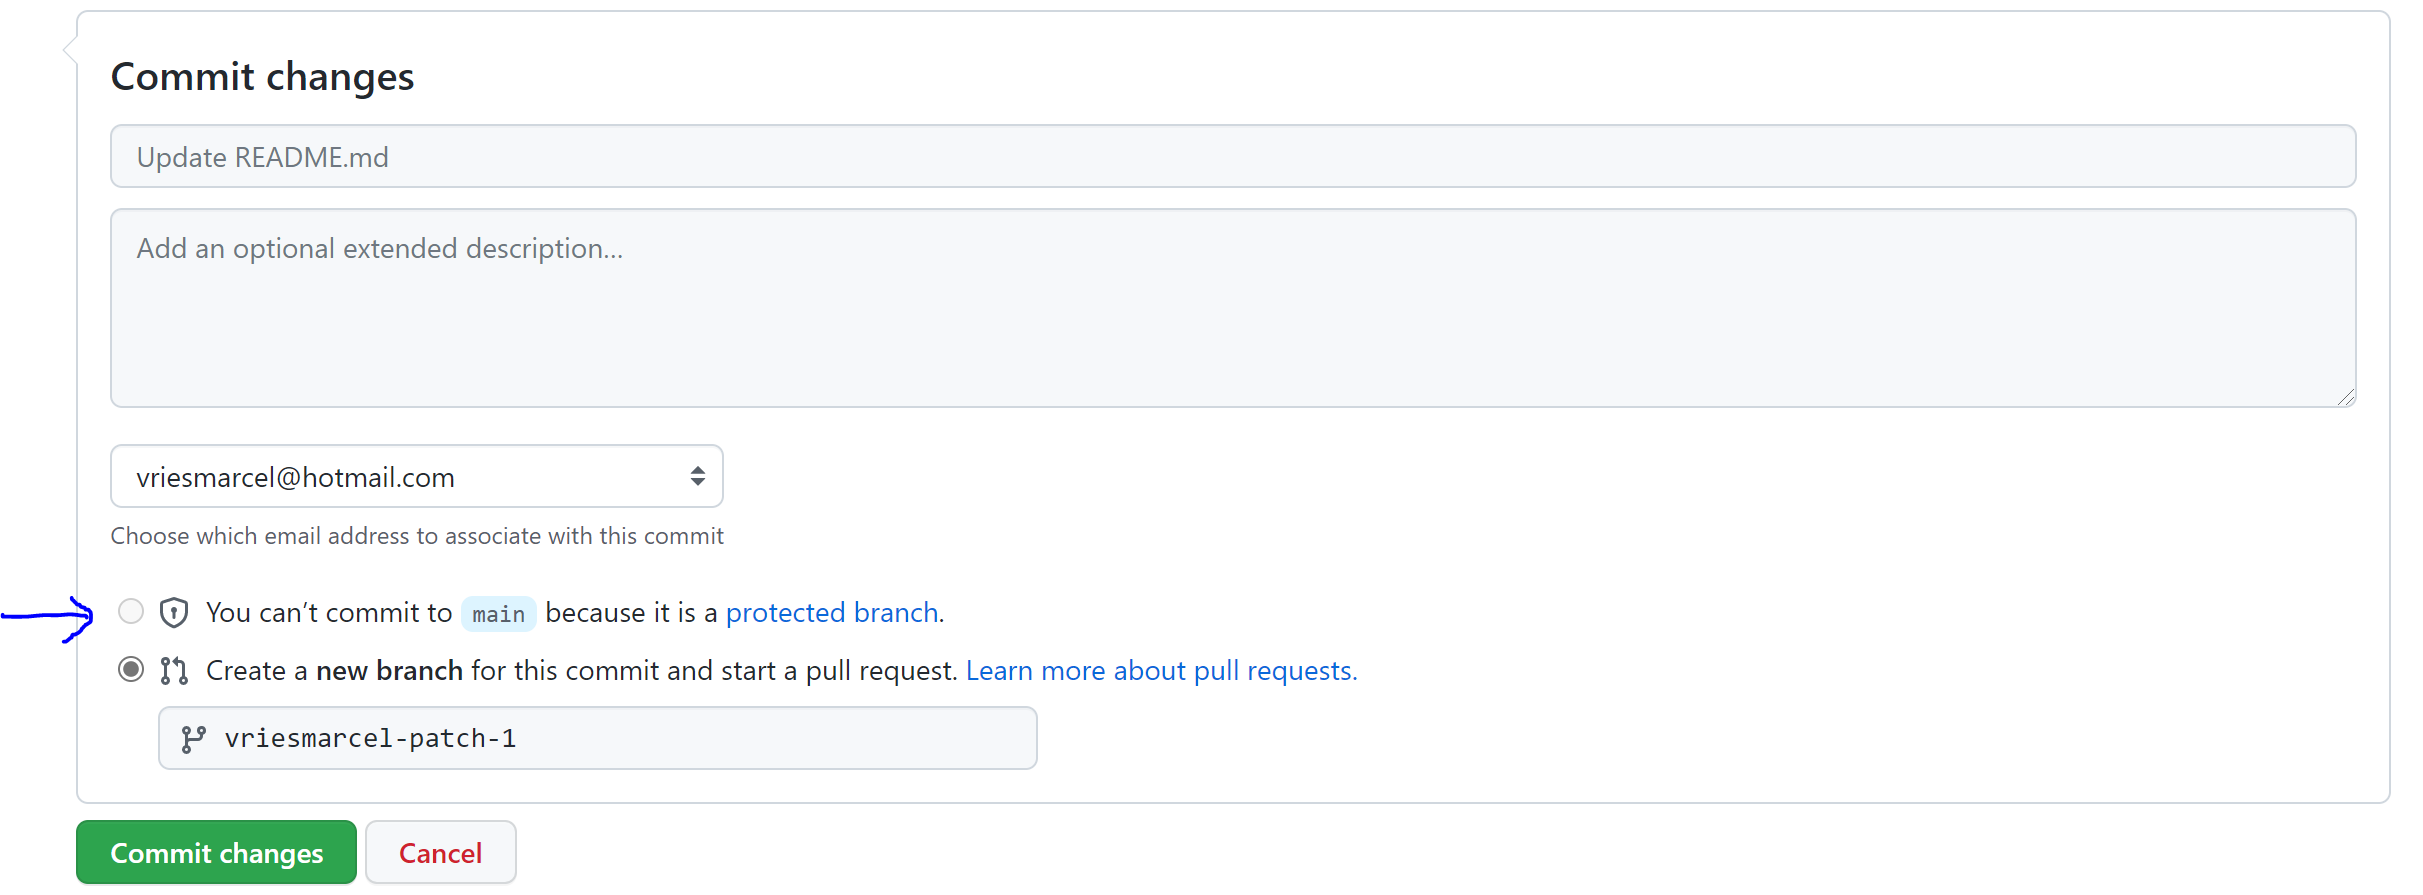 Commit changes
Update README.md
Add an optional extended description...
vriesmarcel@hotmail.com
Choose which email address to associate with this commit
You can’t commit to main because it is a protected branch.
Create a new branch for this commit and start a pull request. Learn more about pull requests.
vriesmarcel-patch-1
Commit changes Cancel